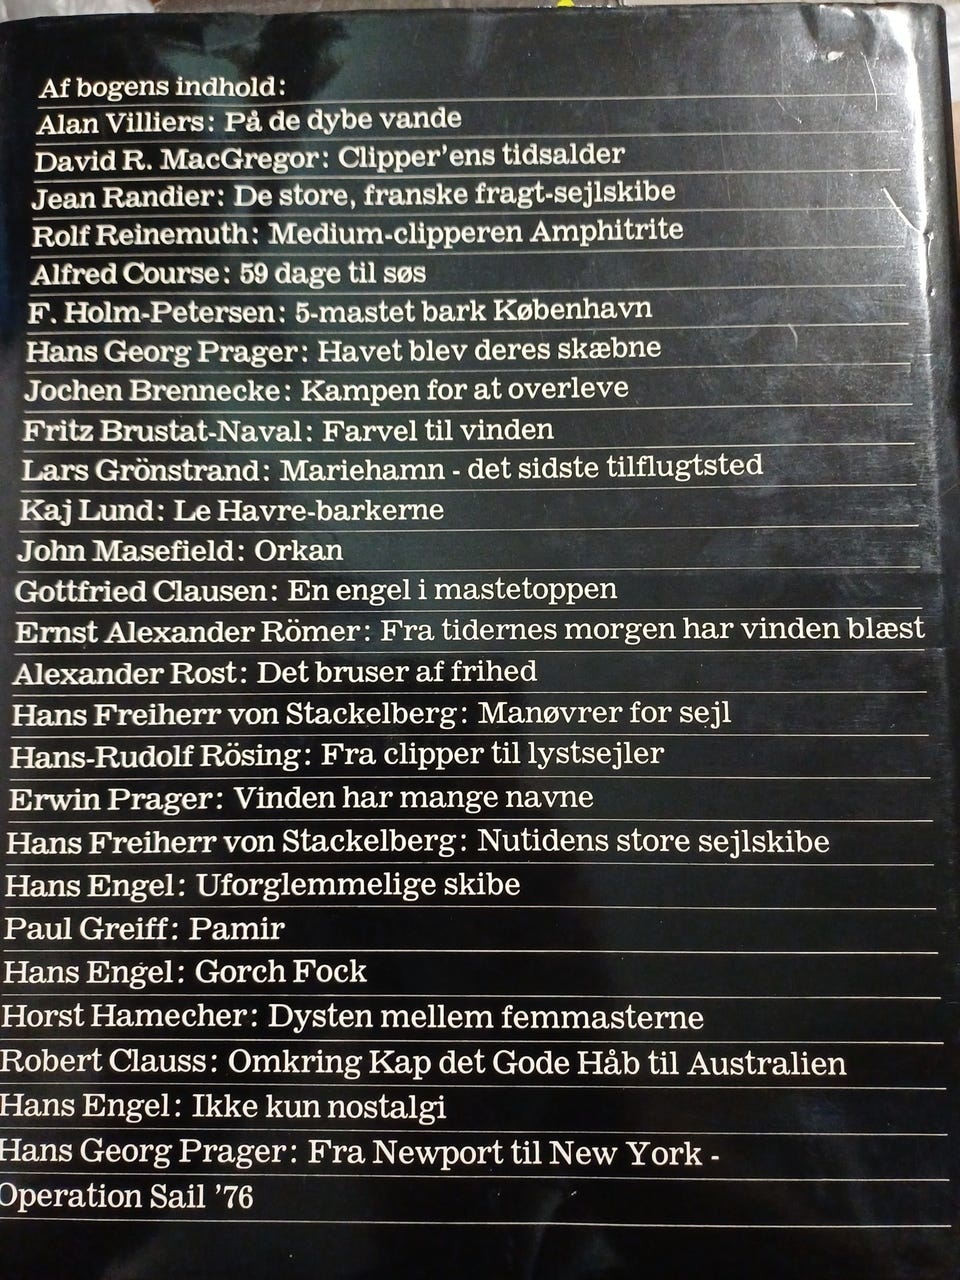 Af bogens indhold:
Alan Villiers: På de dybe vande
David R. MacGregor: Clipper'ens tidsalder
Jean Randier: De store, franske fragt-sejlskibe
Rolf Reinemuth: Medium-clipperen Amphitrite
Alfred Course: 59 dage til søs
F. Holm-Petersen: 5-mastet bark København
Hans Georg Prager: Havet blev deres skæbne
Jochen Brennecke: Kampen for at overleve
Fritz Brustat-Naval: Farvel til vinden
Lars Grönstrand: Mariehamn - det sidste tilflugtsted
Kaj Lund: Le Havre-barkerne
John Masefield: Orkan
Gottfried Clausen: En engel i mastetoppen
Ernst Alexander Römer: Fra tidernes morgen har vinden blæst
Alexander Rost: Det bruser af frihed
Hans Freiherr von Stackelberg: Manøvrer for sejl
Hans-Rudolf Rösing: Fra clipper til lystsejler
Erwin Prager: Vinden har mange navne
Hans Freiherr von Stackelberg: Nutidens store sejlskibe
Hans Engel: Uforglemmelige skibe
Paul Greiff: Pamir
Hans Engel: Gorch Fock
Horst Hamecher: Dysten mellem femmasterne
Robert Clauss: Omkring Kap det Gode Håb til Australien
Hans Engel: Ikke kun nostalgi
Hans Georg Prager: Fra Newport til New York -
Operation Sail '76